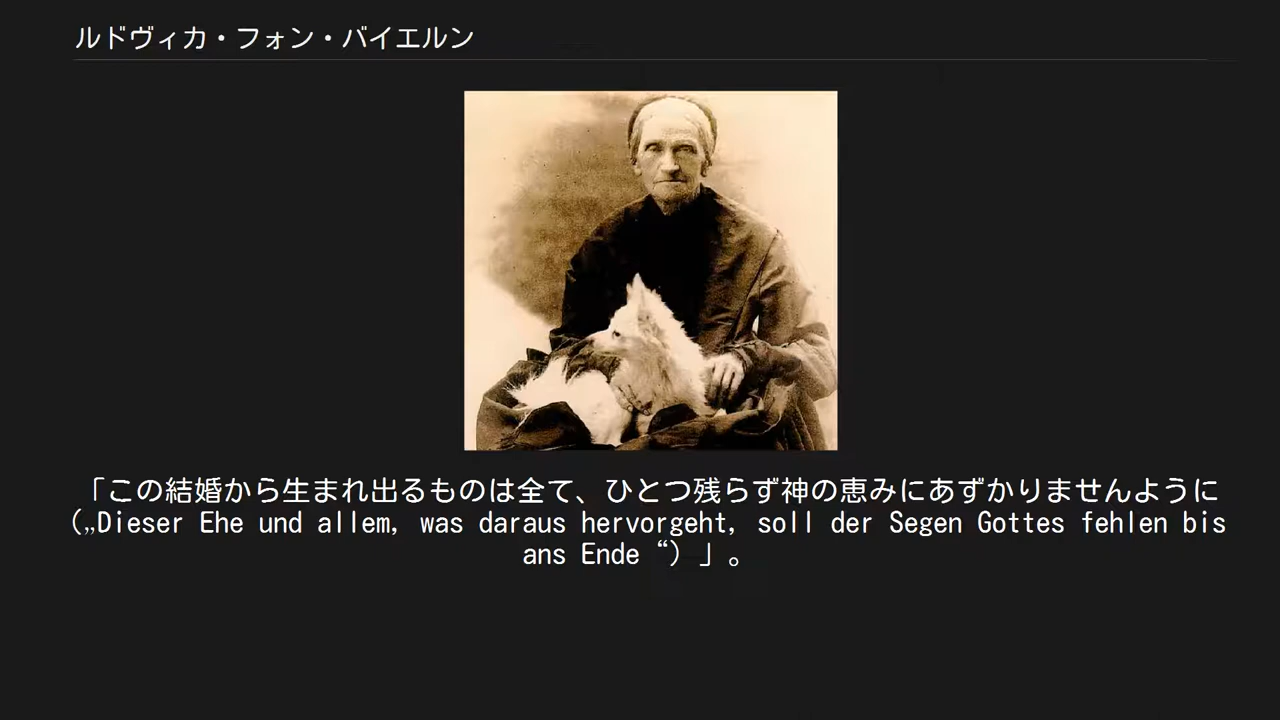 ルドヴィカ・フォン・バイエルン
「この結婚から生まれ出るものは全て、ひとつ残らず神の恵みにあずかりませんように
(„Dieser Ehe und allem, was daraus hervorgeht, soll der Segen Gottes fehlen bis
ans Ende “）」。